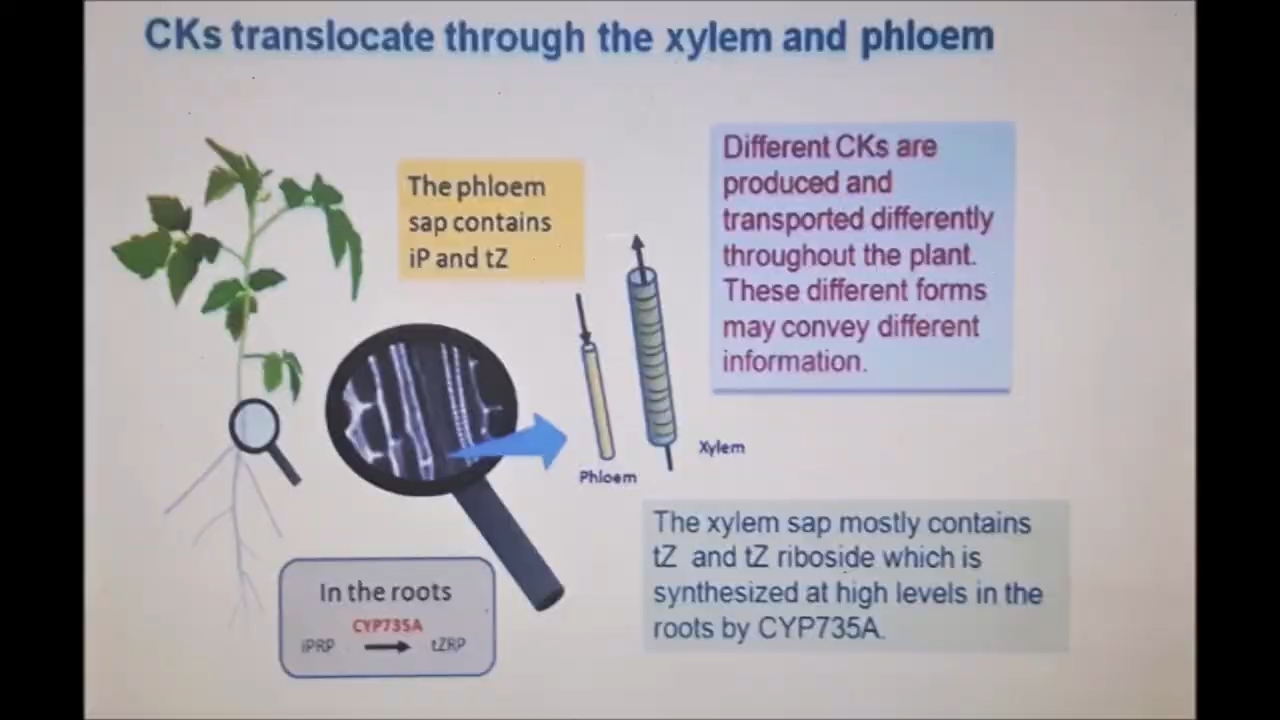 CKs translocate through the xylem and phloem
The phloem
sap contains
iP and tZ
Different CKs are
produced and
transported differently
throughout the plant.
These different forms
may convey different
information.
Phloem
Xylem
The xylem sap mostly contains
tZ and tZ riboside which is
synthesized at high levels in the
roots by CYP735A.
In the roots
CYP735A
iPRP
tZRP